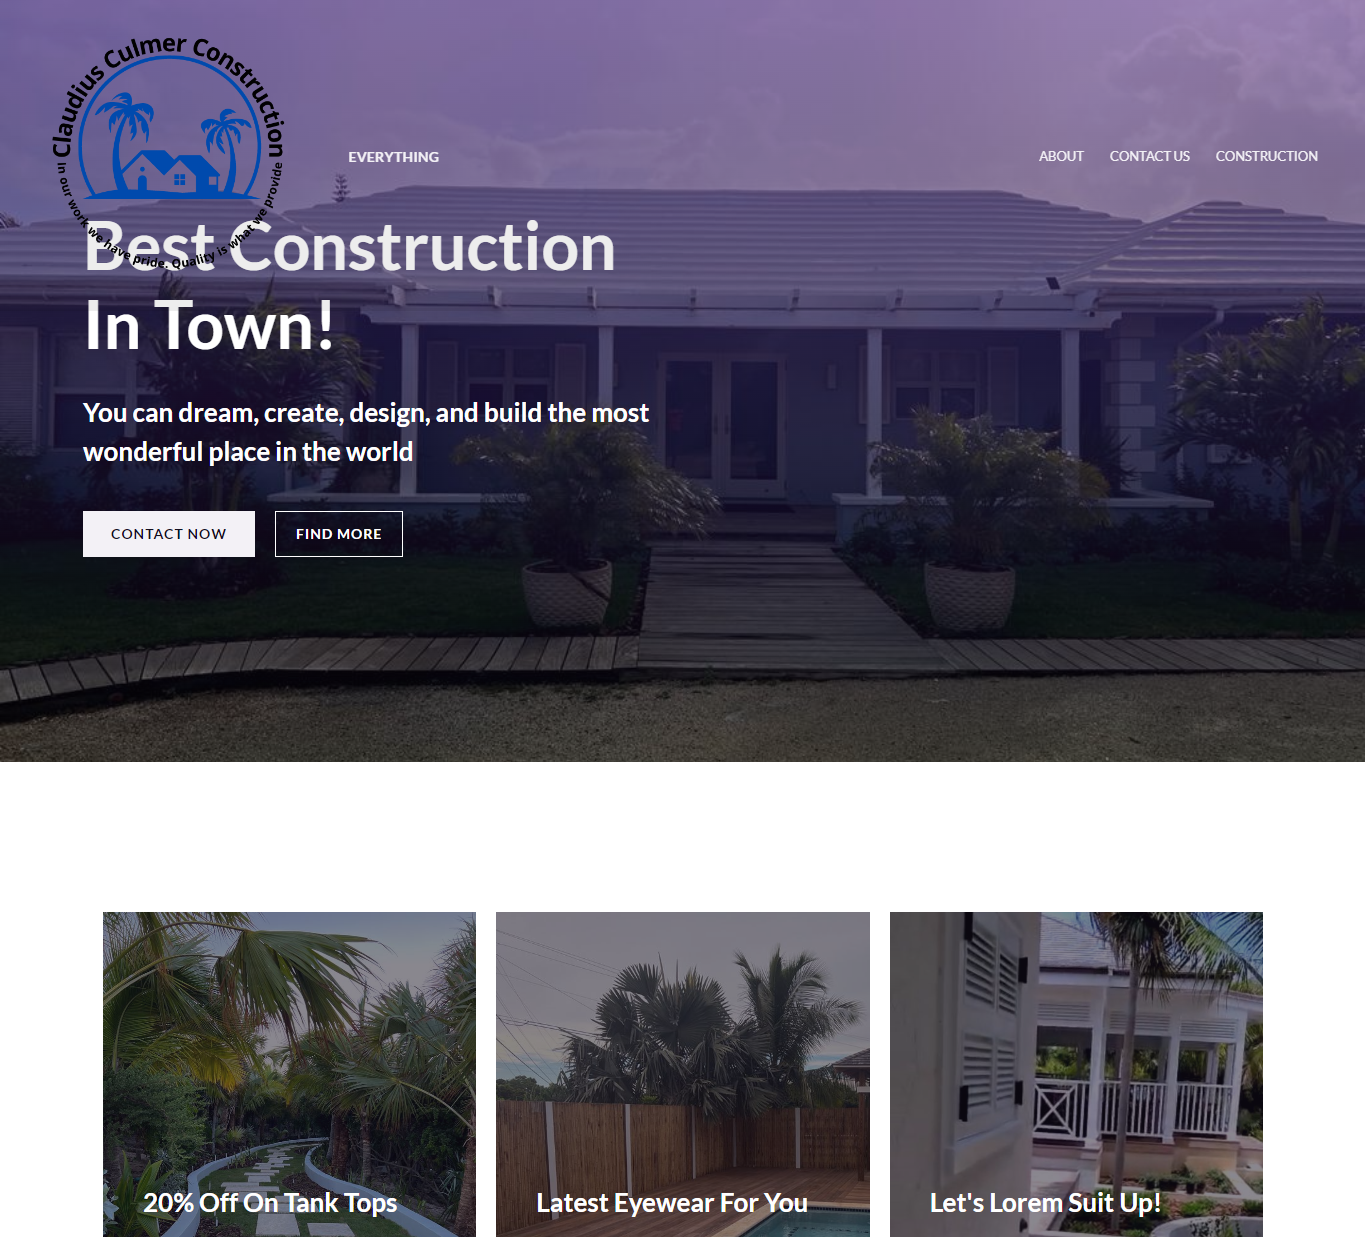 Claudius Culmer Construction
In our work we have pride. Quality is what we provide
EVERYTHING
ABOUT
CONTACT US
CONSTRUCTION
Best Construction
In Town!
You can dream, create, design, and build the most
wonderful place in the world
CONTACT NOW
FIND MORE
20% Off On Tank Tops
Latest Eyewear For You
Let's Lorem Suit Up!